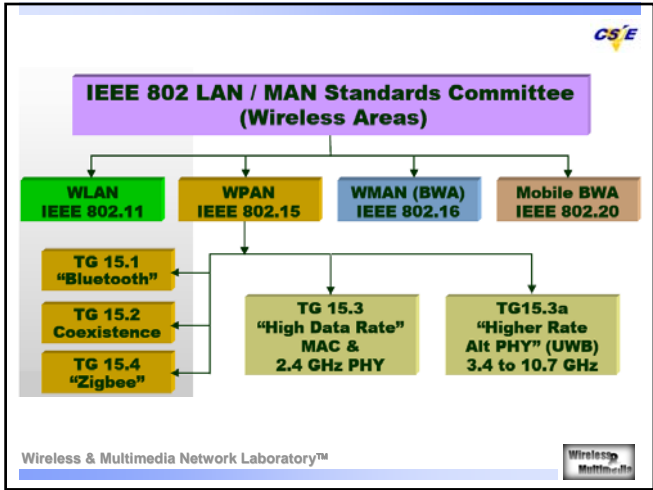 CSIE
IEEE 802 LAN / MAN Standards Committee
(Wireless Areas)
WLAN
IEEE 802.11
WPAN
IEEE 802.15
WMAN (BWA)
IEEE 802.16
Mobile BWA
IEEE 802.20
TG 15.1
“Bluetooth”
TG 15.2
Coexistence
TG 15.4
“Zigbee”
TG 15.3
“High Data Rate”
MAC &
2.4 GHz PHY
TG15.3a
“Higher Rate
Alt PHY” (UWB)
3.4 to 10.7 GHz
Wireless & Multimedia Network Laboratory™
Wireless
Multimedia